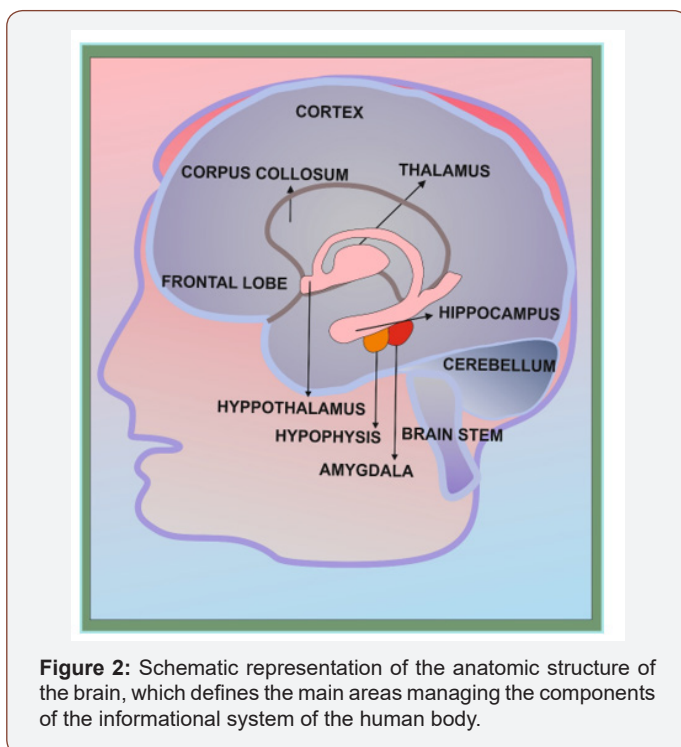 CORTEX
CORPUS COLLOSUM
THALAMUS
FRONTAL LOBE
HIPPOCAMPUS
CEREBELLUM
HYPPOTHALAMUS
HYPOPHYSIS
BRAIN STEM
AMYGDALA
Figure 2: Schematic representation of the anatomic structure of
the brain, which defines the main areas managing the components
of the informational system of the human body.